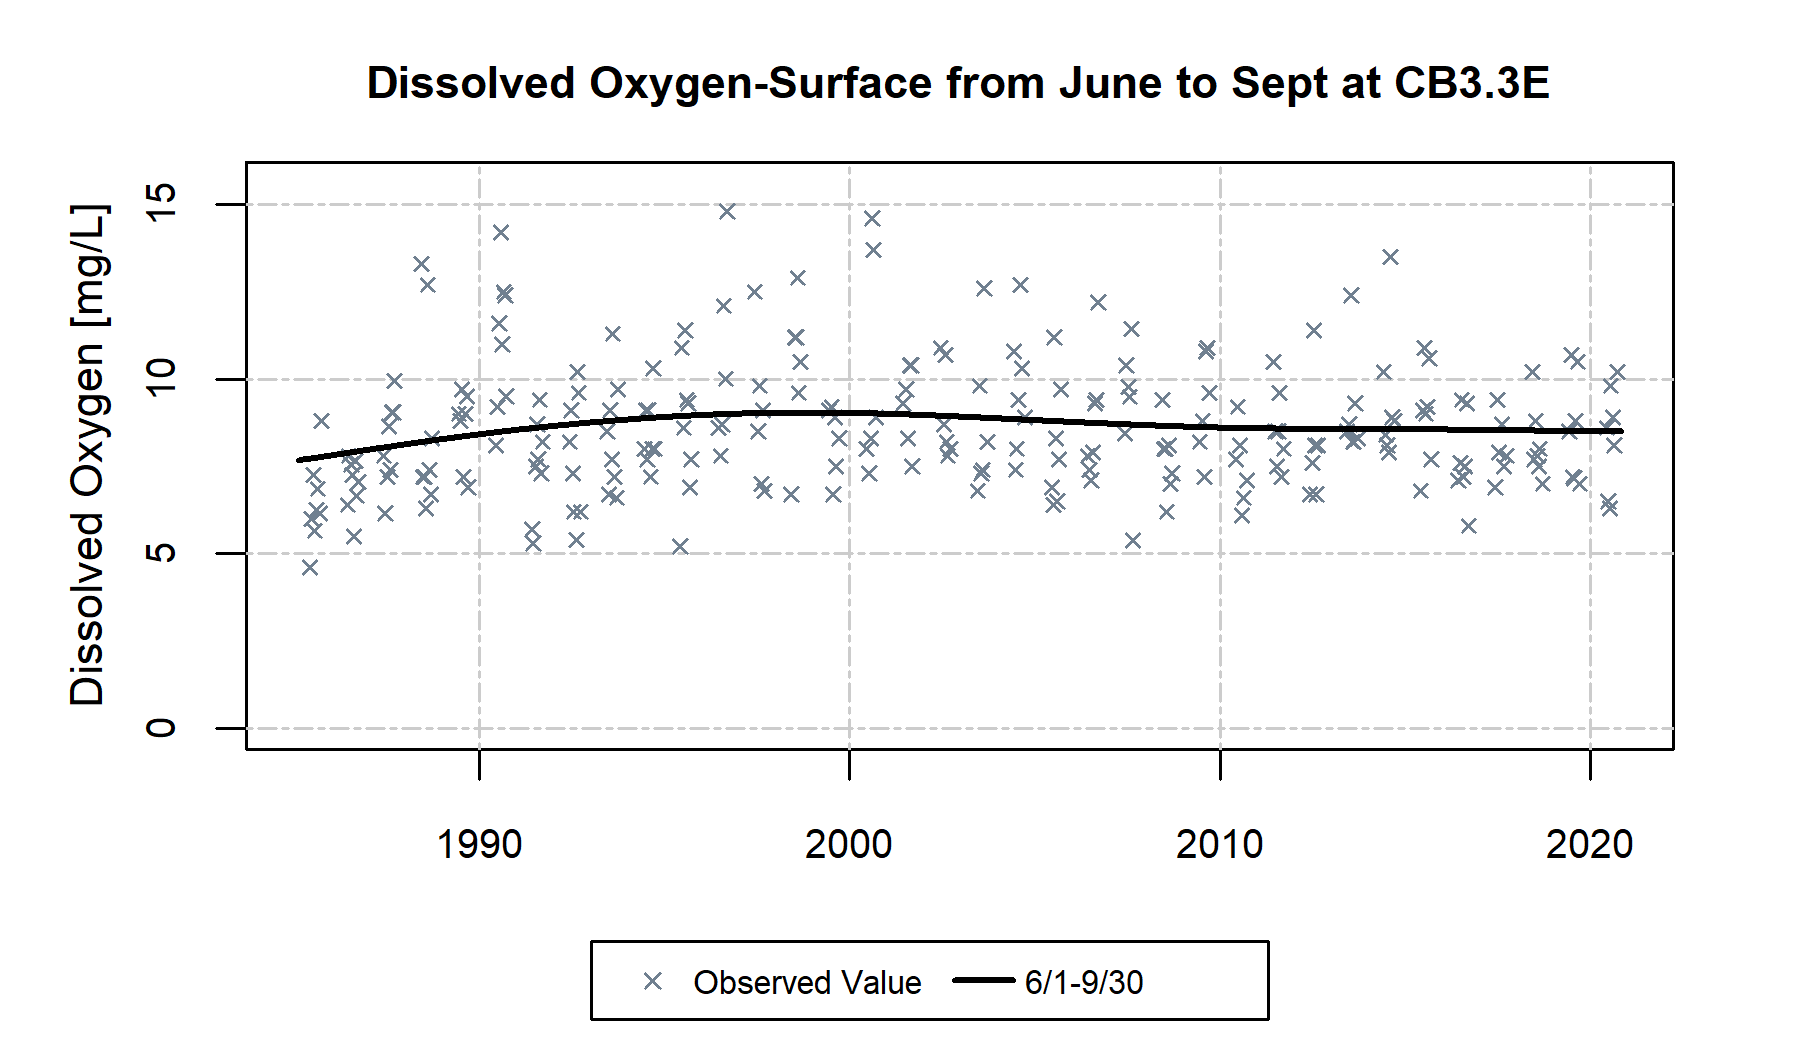 Dissolved Oxygen-Surface from June to Sept at CB3.3E
Dissolved Oxygen [mg/L]
15
10
5
0
1990 2000 2010 2020
Observed Value 6/1-9/30